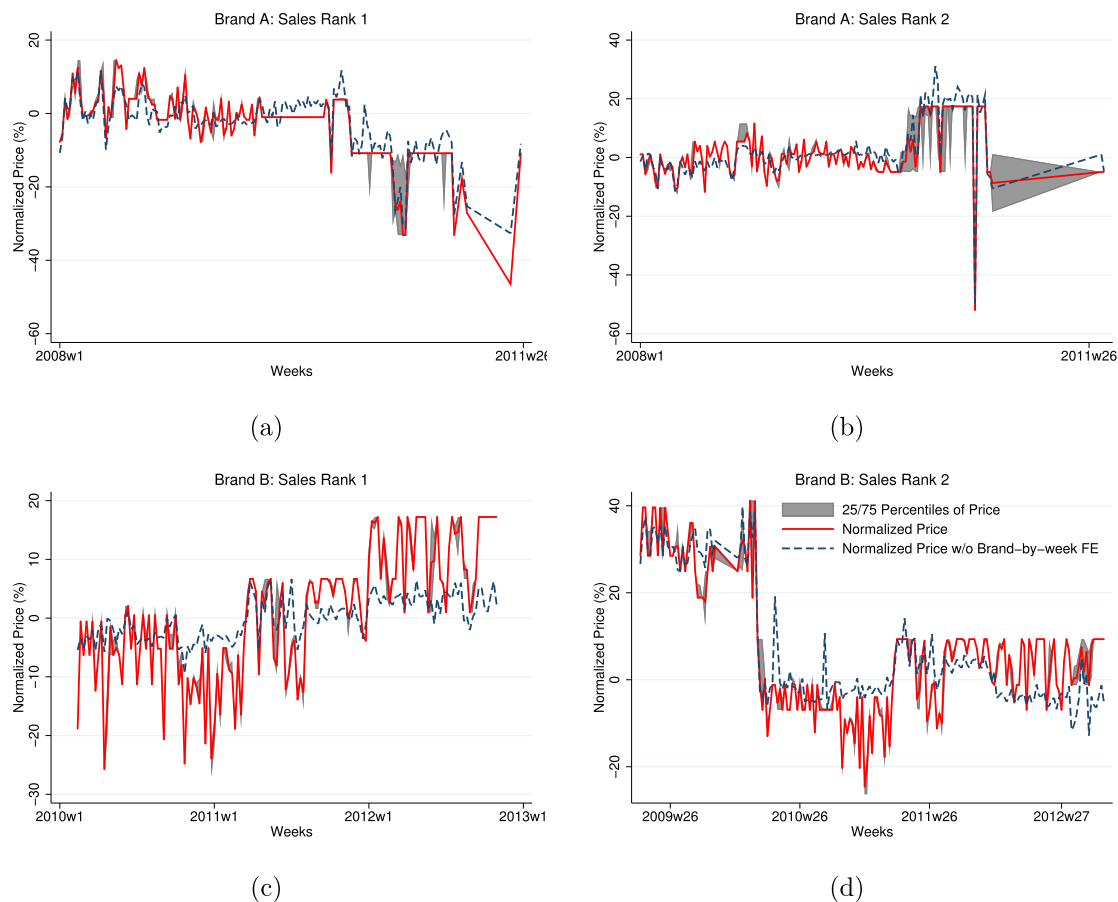 Brand A: Sales Rank 1
Normalized Price (%)
20
0
−20
−40
−60
2008w1
2011w26
Weeks
(a)
Brand A: Sales Rank 2
Normalized Price (%)
40
20
0
−20
−40
−60
2008w1
2011w26
Weeks
(b)
Brand B: Sales Rank 1
Normalized Price (%)
20
10
0
−10
−20
−30
2010w1
2011w1
2012w1
2013w1
Weeks
(c)
Brand B: Sales Rank 2
25/75 Percentiles of Price
Normalized Price
Normalized Price w/o Brand−by−week FE
Normalized Price (%)
40
20
0
−20
2009w26
2010w26
2011w26
2012w27
Weeks
(d)